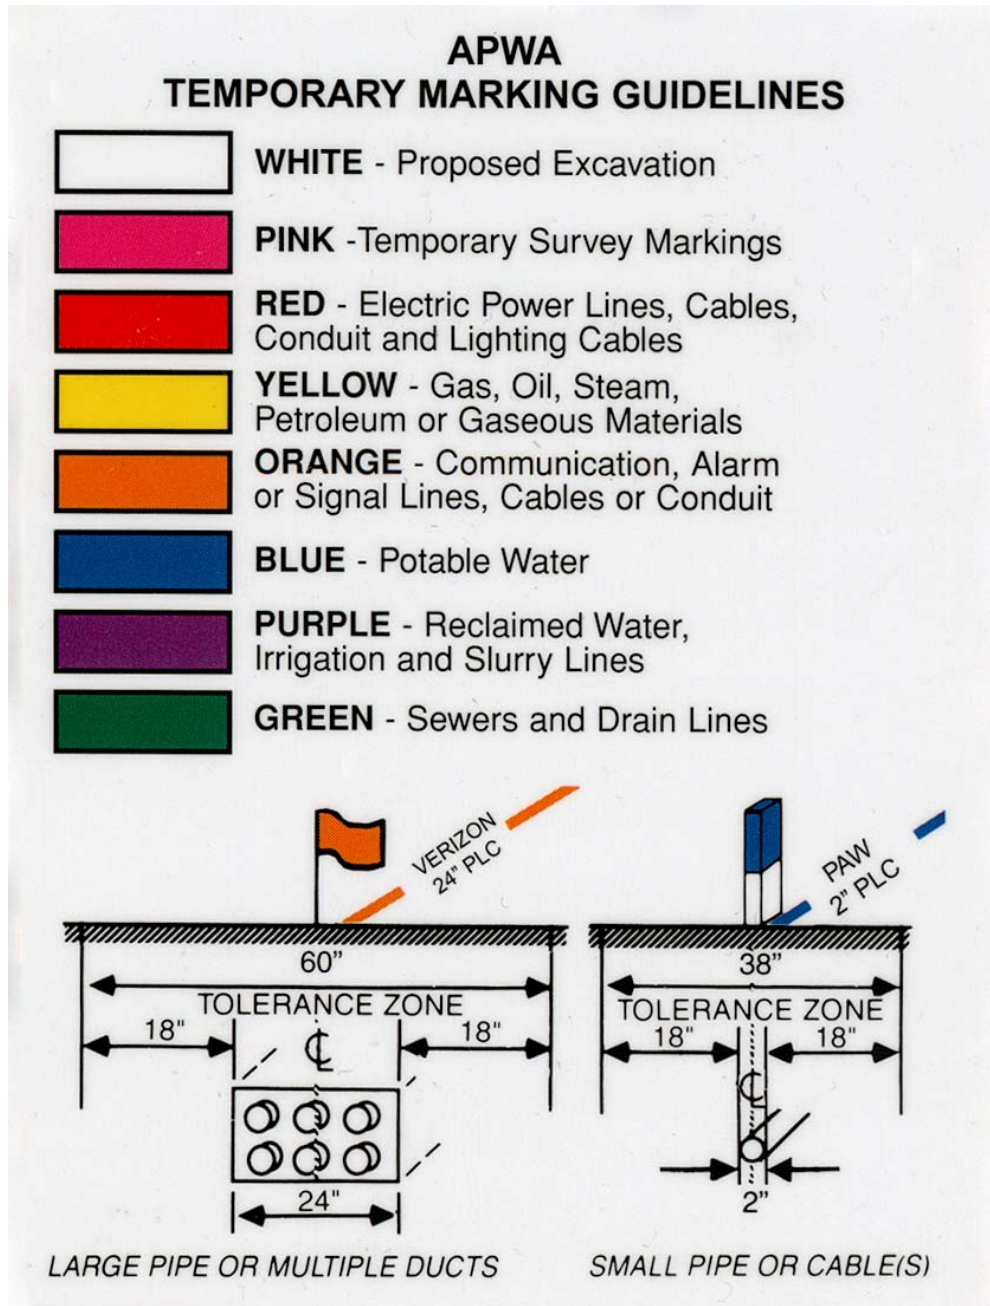 APWA
TEMPORARY MARKING GUIDELINES
WHITE - Proposed Excavation
PINK -Temporary Survey Markings
RED - Electric Power Lines, Cables,
Conduit and Lighting Cables
YELLOW - Gas, Oil, Steam,
Petroleum or Gaseous Materials
ORANGE - Communication, Alarm
or Signal Lines, Cables or Conduit
BLUE - Potable Water
PURPLE - Reclaimed Water,
Irrigation and Slurry Lines
GREEN - Sewers and Drain Lines
VERIZON
24" PLC
60"
TOLERANCE ZONE
18"
℄
18"
24"
LARGE PIPE OR MULTIPLE DUCTS
PAW
2" PLC
38"
TOLERANCE ZONE
18"
18"
℄
2"
SMALL PIPE OR CABLE(S)